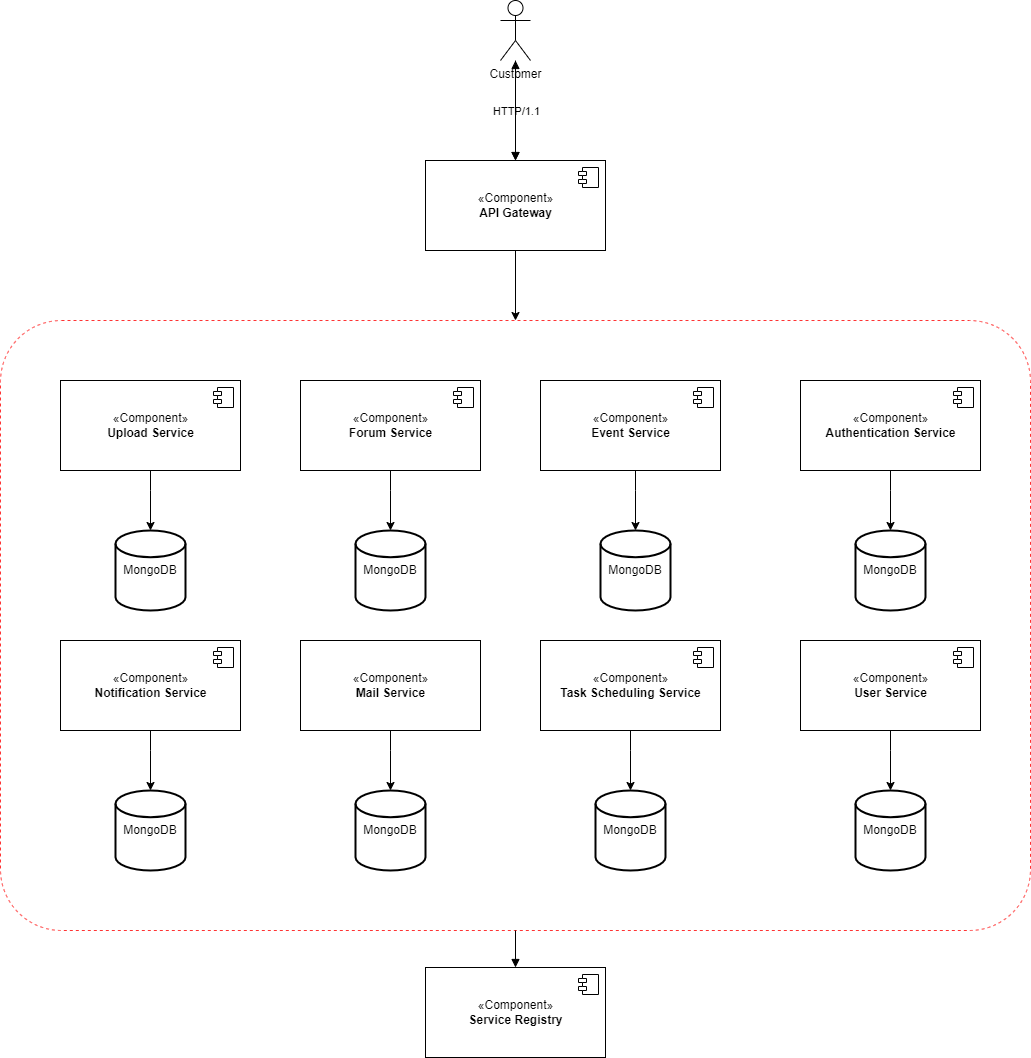 Customer
HTTP/1.1
«Component»
API Gateway
«Component»
Upload Service
«Component»
Forum Service
«Component»
Event Service
«Component»
Authentication Service
MongoDB
MongoDB
MongoDB
MongoDB
«Component»
Notification Service
«Component»
Mail Service
«Component»
Task Scheduling Service
«Component»
User Service
MongoDB
MongoDB
MongoDB
MongoDB
«Component»
Service Registry